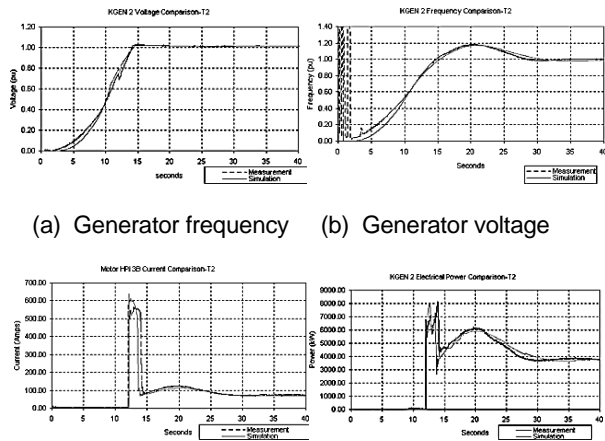 KGEN 2 Voltage Comparison-T2
KGEN 2 Frequency Comparison-T2
Voltage (pu)
1.20
1.00
0.80
0.60
0.40
0.20
0.00
0 5 10 15 20 25 30 35 40
seconds
Measurement
Simulation
Frequency (pu)
1.40
1.20
1.00
0.80
0.60
0.40
0.20
0.00
0 5 10 15 20 25 30 35 40
Seconds
Measurement
Simulation
(a) Generator frequency (b) Generator voltage
Motor HPI 3B Current Comparison-T2
KGEN 2 Electrical Power Comparison-T2
Current (Amps)
700.00
600.00
500.00
400.00
300.00
200.00
100.00
0.00
0 5 10 15 20 25 30 35 40
Seconds
Measurement
Simulation
Power (kW)
9000.00
8000.00
7000.00
6000.00
5000.00
4000.00
3000.00
2000.00
1000.00
0.00
0 5 10 15 20 25 30 35 40
Seconds
Measurement
Simulation